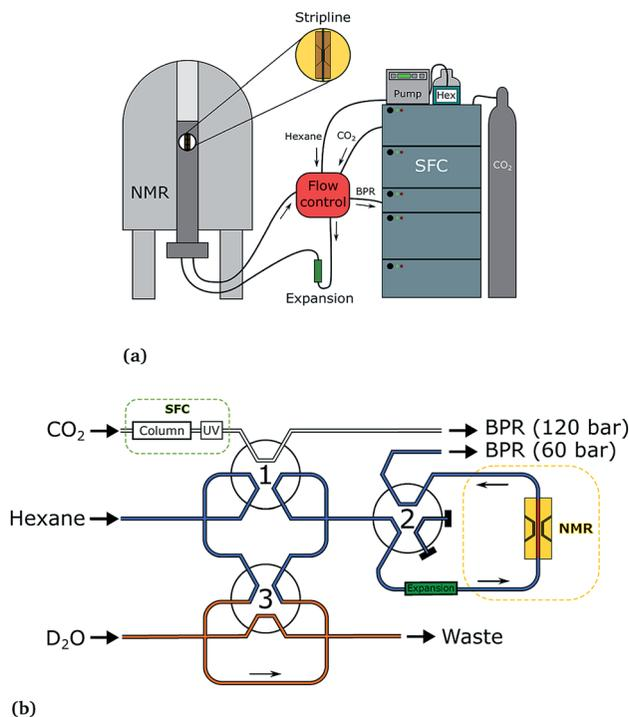 Stripline
Pump
Hex
Hexane
CO2
SFC
CO2
NMR
Flow
control
BPR
Expansion
(a)
SFC
CO2
Column
UV
BPR (120 bar)
BPR (60 bar)
1
Hexane
2
NMR
Expansion
3
D2O
Waste
(b)